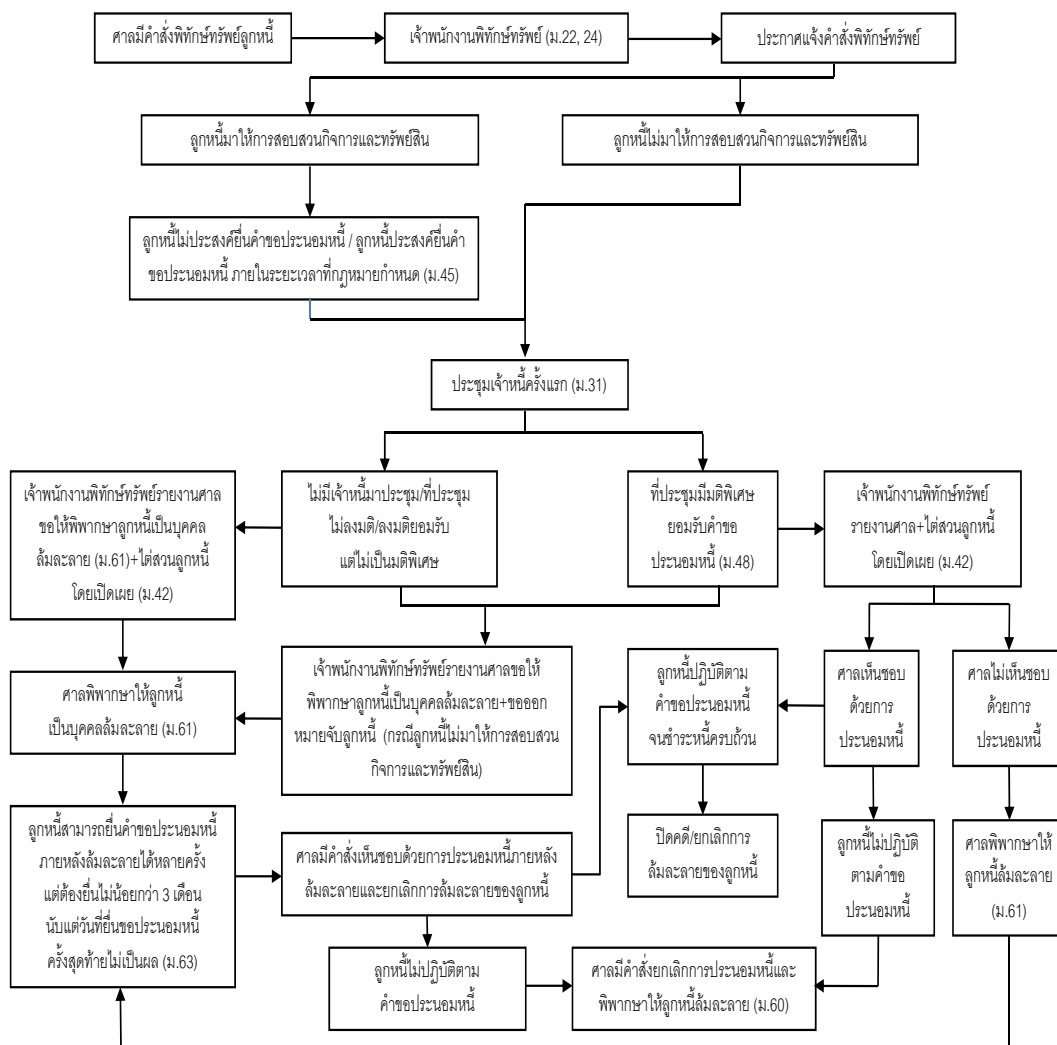 ศาลมีคำสั่งพิทักษ์ทรัพย์ลูกหนี้
เจ้าพนักงานพิทักษ์ทรัพย์ (ม.22, 24)
ประกาศแจ้งคำสั่งพิทักษ์ทรัพย์
ลูกหนี้มาให้การสอบสวนกิจการและทรัพย์สิน
ลูกหนี้ไม่มาให้การสอบสวนกิจการและทรัพย์สิน
ลูกหนี้ไม่ประสงค์ยื่นคำขอประนอมหนี้ / ลูกหนี้ประสงค์ยื่นคำ
ขอประนอมหนี้ ภายในระยะเวลาที่กฎหมายกำหนด (ม.45)
ประชุมเจ้าหนี้ครั้งแรก (ม.31)
เจ้าพนักงานพิทักษ์ทรัพย์รายงานศาล
ขอให้พิพากษาลูกหนี้เป็นบุคคล
ล้มละลาย (ม.61)+ไต่สวนลูกหนี้
โดยเปิดเผย (ม.42)
ไม่มีเจ้าหนี้มาประชุม/ที่ประชุม
ไม่ลงมติ/ลงมติยอมรับ
แต่ไม่เป็นมติพิเศษ
ที่ประชุมมีมติพิเศษ
ยอมรับคำขอ
ประนอมหนี้ (ม.48)
เจ้าพนักงานพิทักษ์ทรัพย์
รายงานศาล+ไต่สวนลูกหนี้
โดยเปิดเผย (ม.42)
ศาลพิพากษาให้ลูกหนี้
เป็นบุคคลล้มละลาย (ม.61)
เจ้าพนักงานพิทักษ์ทรัพย์รายงานศาลขอให้
พิพากษาลูกหนี้เป็นบุคคลล้มละลาย+ขอออก
หมายจับลูกหนี้ (กรณีลูกหนี้ไม่มาให้การสอบสวน
กิจการและทรัพย์สิน)
ลูกหนี้ปฏิบัติตาม
คำขอประนอมหนี้
จนชำระหนี้ครบถ้วน
ศาลเห็นชอบ
ด้วยการ
ประนอมหนี้
ศาลไม่เห็นชอบ
ด้วยการ
ประนอมหนี้
ลูกหนี้สามารถยื่นคำขอประนอมหนี้
ภายหลังล้มละลายได้หลายครั้ง
แต่ต้องยื่นไม่น้อยกว่า 3 เดือน
นับแต่วันที่ยื่นขอประนอมหนี้
ครั้งสุดท้ายไม่เป็นผล (ม.63)
ศาลมีคำสั่งเห็นชอบด้วยการประนอมหนี้ภายหลัง
ล้มละลายและยกเลิกการล้มละลายของลูกหนี้
ปิดคดี/ยกเลิกการ
ล้มละลายของลูกหนี้
ลูกหนี้ไม่ปฏิบัติ
ตามคำขอ
ประนอมหนี้
ศาลพิพากษาให้
ลูกหนี้ล้มละลาย
(ม.61)
ลูกหนี้ไม่ปฏิบัติตาม
คำขอประนอมหนี้
ศาลมีคำสั่งยกเลิกการประนอมหนี้และ
พิพากษาให้ลูกหนี้ล้มละลาย (ม.60)